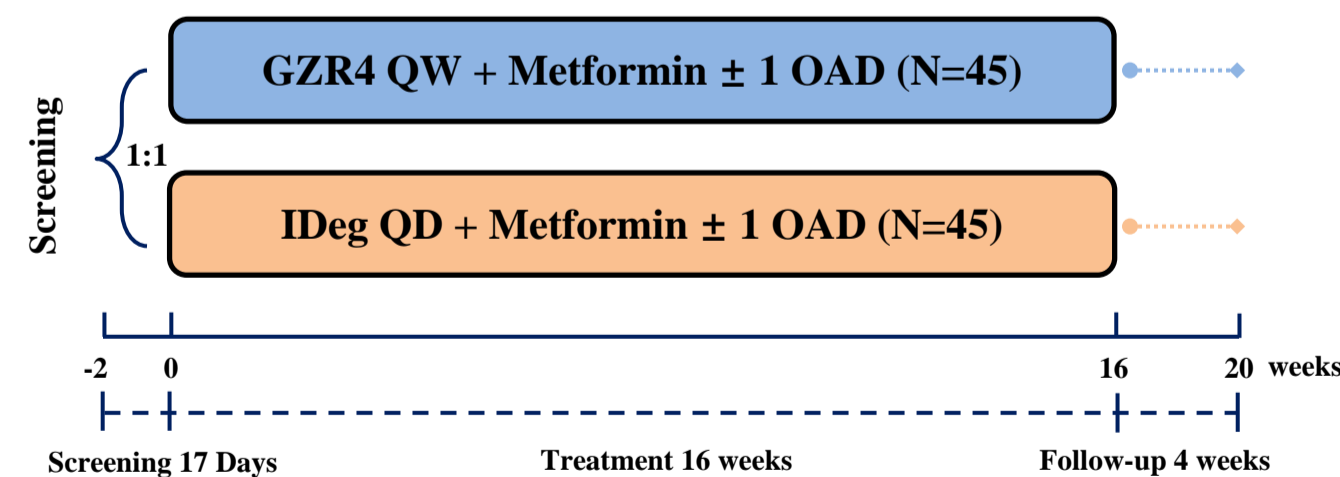 GZR4 QW + Metformin ± 1 OAD (N=45)
Screening
1:1
IDeg QD + Metformin ± 1 OAD (N=45)
-2 0 16 20 weeks
Screening 17 Days Treatment 16 weeks Follow-up 4 weeks